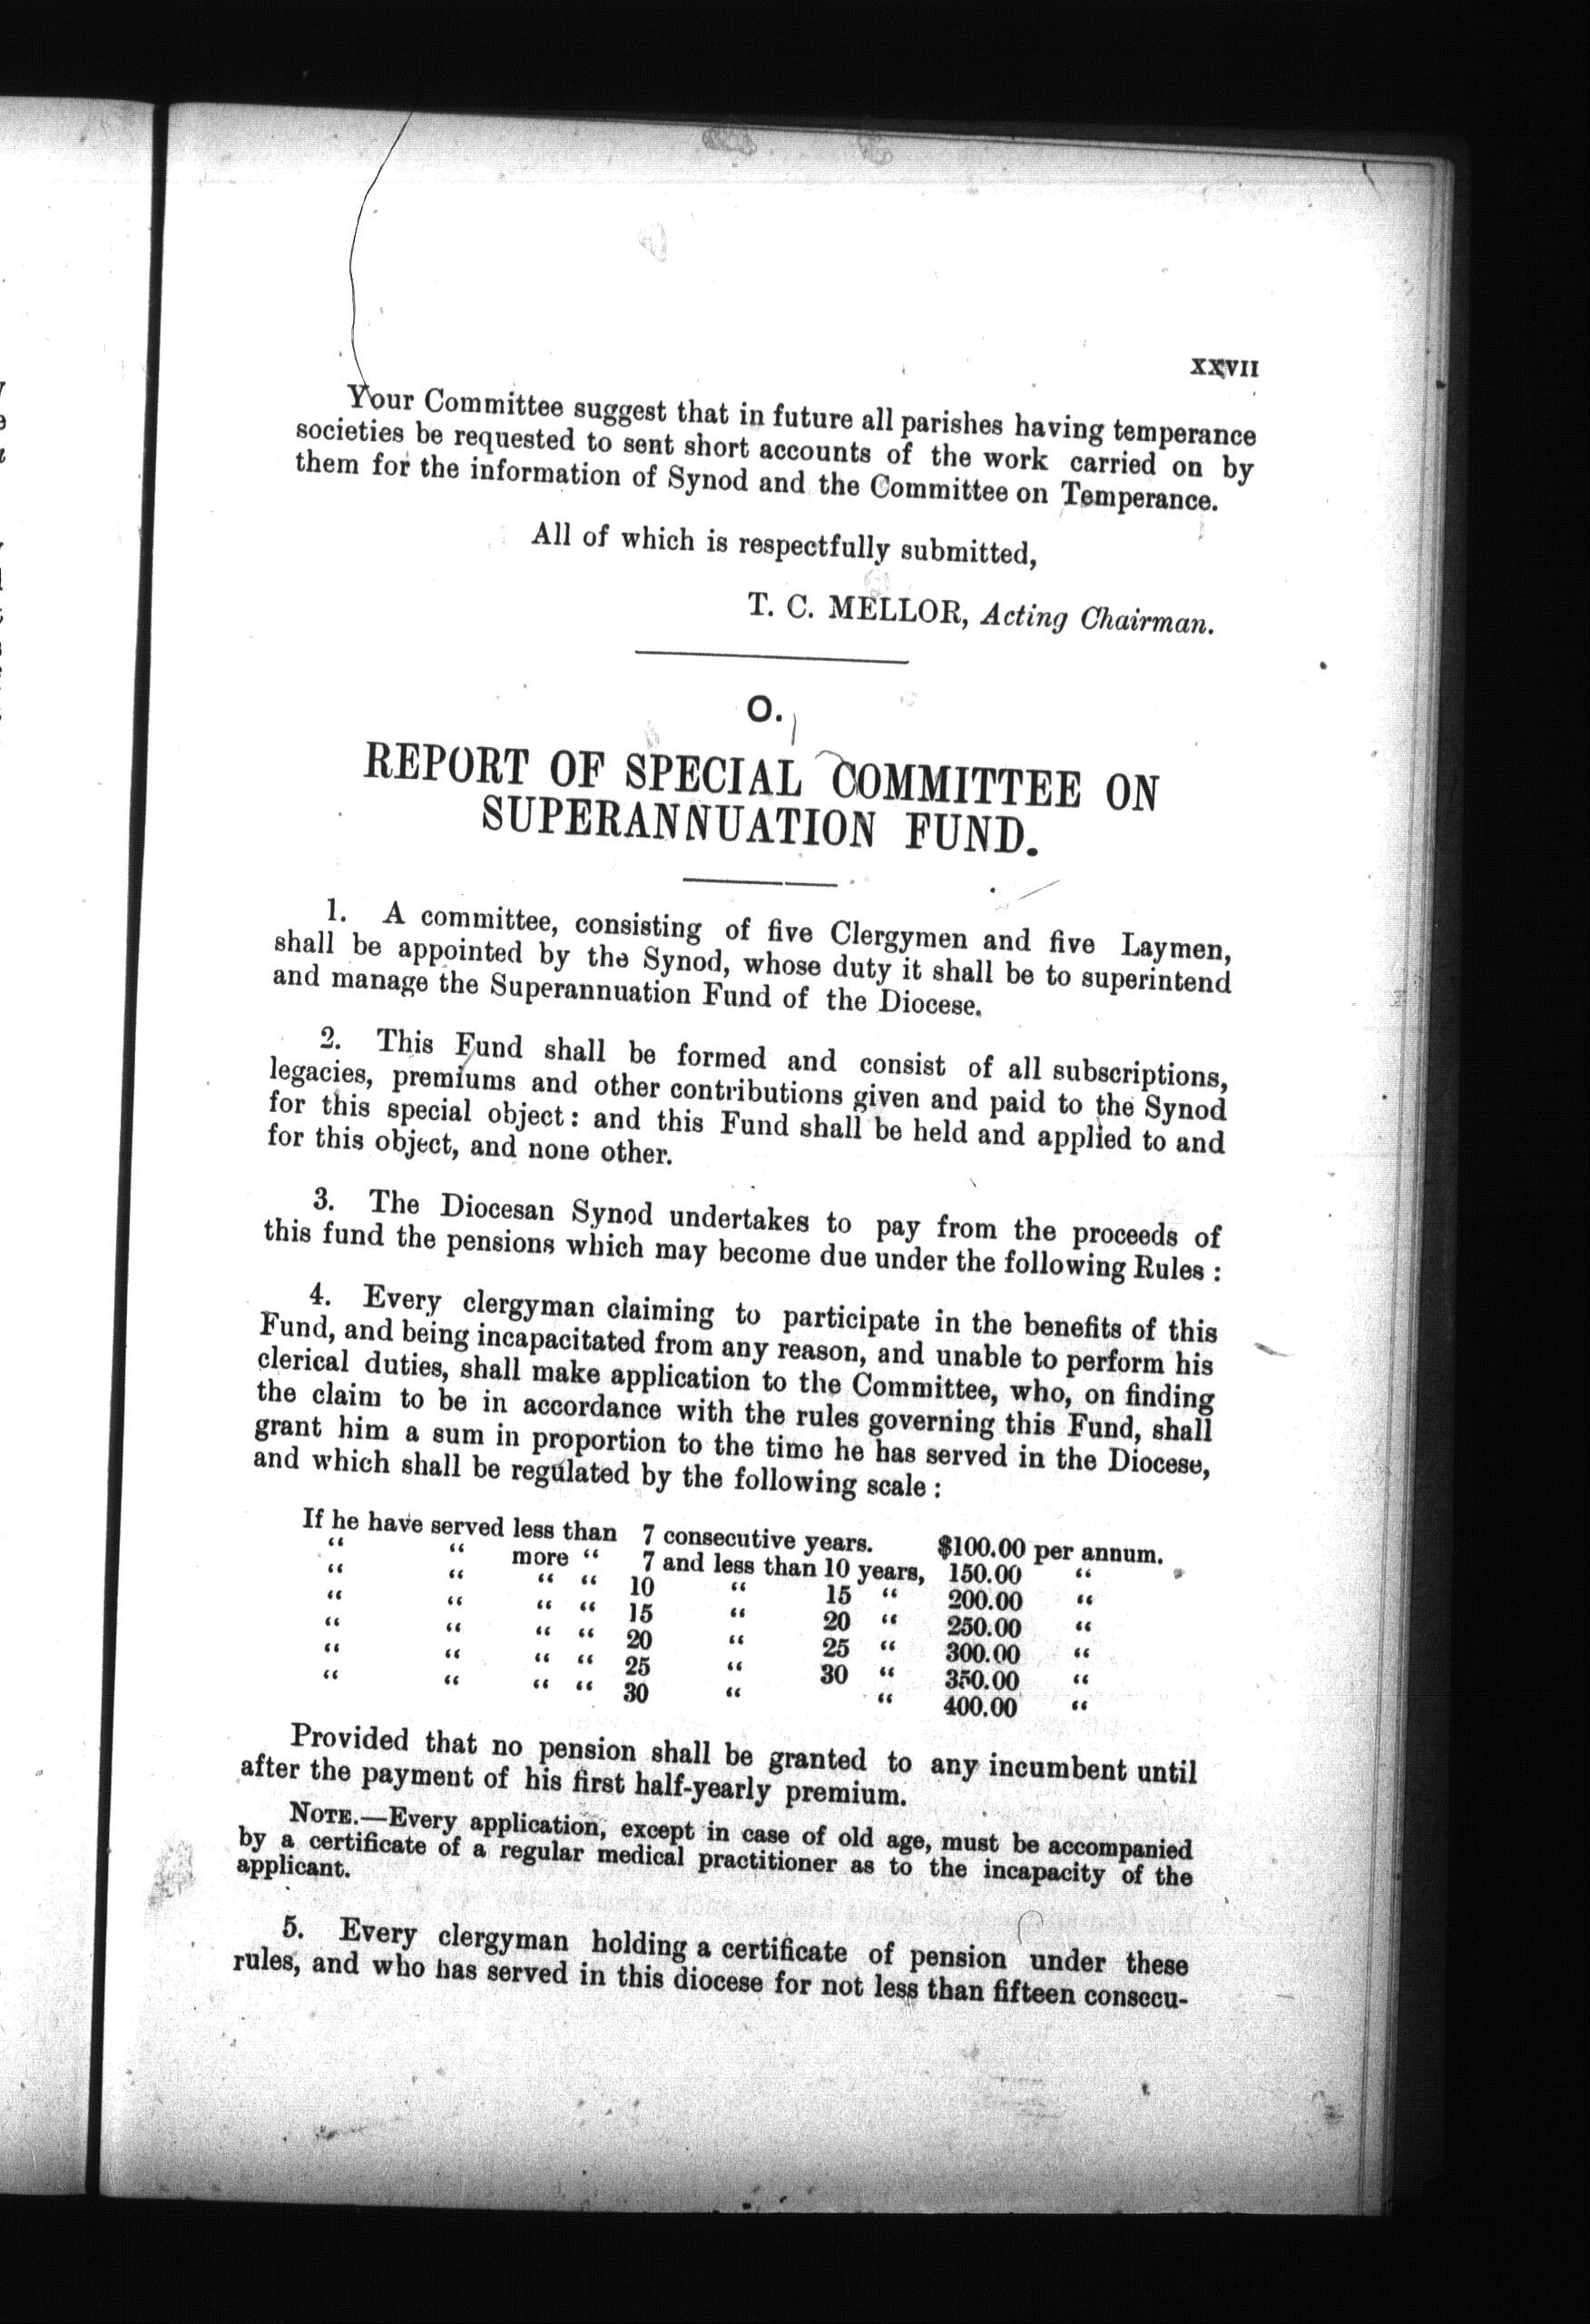 XXVII
Your Committee suggest that in future all parishes having temperance
societies be requested to sent short accounts of the work carried on by
them for the information of Synod and the Committee on Temperance.
All of which is respectfully submitted,
T. C. MELLOR, Acting Chairman.
O.
REPORT OF SPECIAL COMMITTEE ON
SUPERANNUATION FUND.
1. A committee, consisting of five Clergymen and five Laymen,
shall be appointed by the Synod, whose duty it shall be to superintend
and manage the Superannuation Fund of the Diocese.
2. This Fund shall be formed and consist of all subscriptions,
legacies, premiums and other contributions given and paid to the Synod
for this special object: and this Fund shall be held and applied to and
for this object, and none other.
3. The Diocesan Synod undertakes to pay from the proceeds of
this fund the pensions which may become due under the following Rules :
4. Every clergyman claiming to participate in the benefits of this
Fund, and being incapacitated from any reason, and unable to perform his
clerical duties, shall make application to the Committee, who, on finding
the claim to be in accordance with the rules governing this Fund, shall
grant him a sum in proportion to the time he has served in the Diocese,
and which shall be regulated by the following scale :
If he have served less than 7 consecutive years. $100.00 per annum.
“ “ more “ 7 and less than 10 years, 150.00 “
“ “ “ “ 10 “ 15 “ 200.00 “
“ “ “ “ 15 “ 20 “ 250.00 “
“ “ “ “ 20 “ 25 “ 300.00 “
“ “ “ “ 25 “ 30 “ 350.00 “
“ “ “ “ 30 “ “ 400.00 “
Provided that no pension shall be granted to any incumbent until
after the payment of his first half-yearly premium.
NOTE.—Every application, except in case of old age, must be accompanied
by a certificate of a regular medical practitioner as to the incapacity of the
applicant.
5. Every clergyman holding a certificate of pension under these
rules, and who has served in this diocese for not less than fifteen consecu-